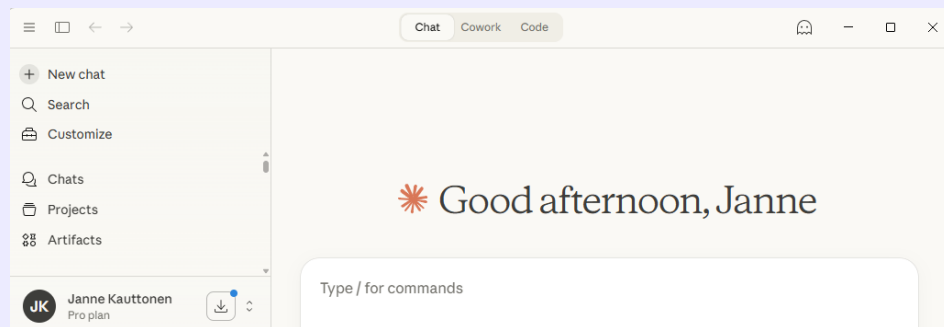 Chat Cowork Code
New chat
Search
Customize
Chats
Projects
Artifacts
JK
Janne Kauttonen
Pro plan
Good afternoon, Janne
Type / for commands